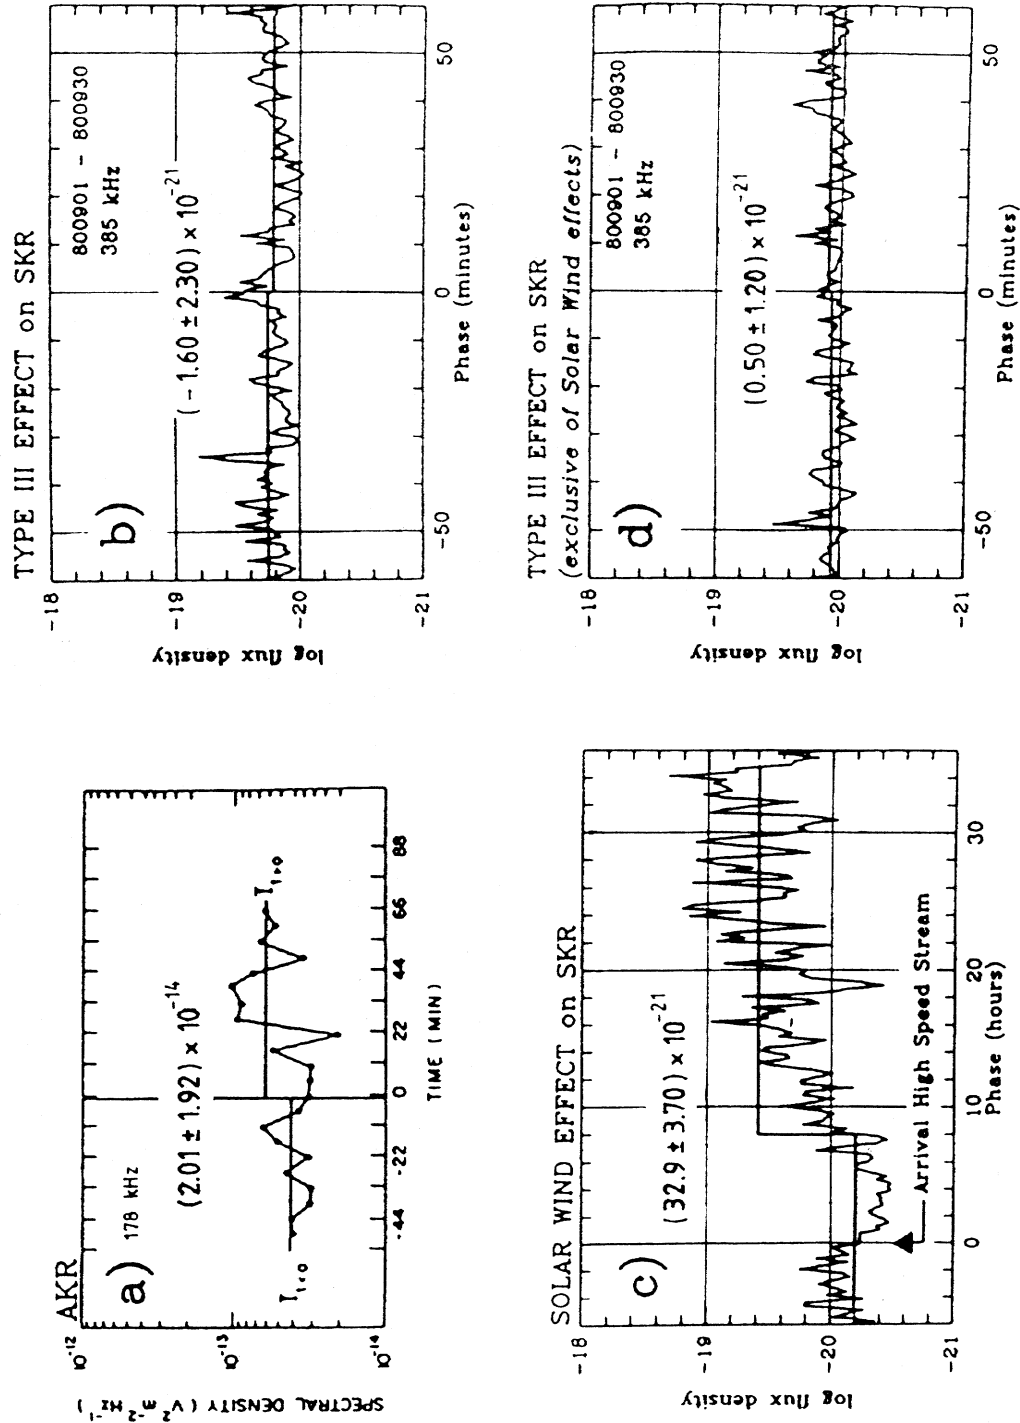 AKR
a)
178 kHz
(2.01 ± 1.92) × 10⁻¹⁴
SPECTRAL DENSITY (V² m⁻² Hz⁻¹)
10⁻¹²
10⁻¹³
10⁻¹⁴
I t<0
I t>0
-44 -22 0 22 44 66 88
TIME (MIN)
TYPE III EFFECT on SKR
b)
800901 - 800930
385 kHz
(-1.60 ± 2.30) × 10⁻²¹
log flux density
-18
-19
-20
-21
-50 0 50
Phase (minutes)
SOLAR WIND EFFECT on SKR
c)
(32.9 ± 3.70) × 10⁻²¹
log flux density
-18
-19
-20
-21
Arrival High Speed Stream
0 10 20 30
Phase (hours)
TYPE III EFFECT on SKR
(exclusive of Solar Wind effects)
d)
800901 - 800930
385 kHz
(0.50 ± 1.20) × 10⁻²¹
log flux density
-18
-19
-20
-21
-50 0 50
Phase (minutes)